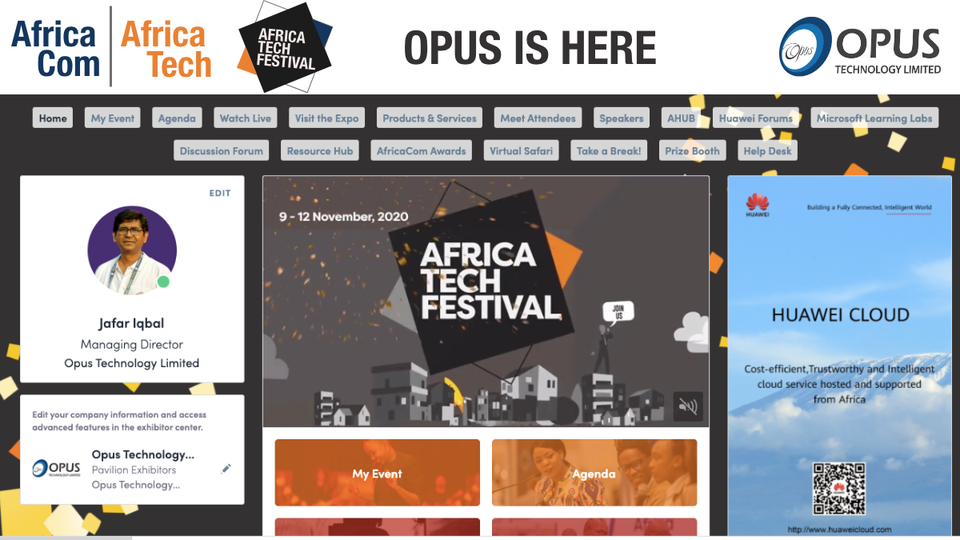 Africa
Com
Africa
Tech
AFRICA
TECH
FESTIVAL
OPUS IS HERE
Opus
OPUS
TECHNOLOGY LIMITED
Home
My Event
Agenda
Watch Live
Visit the Expo
Products & Services
Meet Attendees
Speakers
AHUB
Huawei Forums
Microsoft Learning Labs
Discussion Forum
Resource Hub
AfricaCom Awards
Virtual Safari
Take a Break!
Prize Booth
Help Desk
EDIT
Jafar Iqbal
Managing Director
Opus Technology Limited
Edit your company information and access
advanced features in the exhibitor center.
OPUS
TECHNOLOGY LIMITED
Opus Technology...
Pavilion Exhibitors
Opus Technology...
9 - 12 November, 2020
AFRICA
TECH
FESTIVAL
JOIN
US
My Event
Agenda
HUAWEI
Building a Fully Connected, Intelligent World
HUAWEI CLOUD
Cost-efficient,Trustworthy and Intelligent
cloud service hosted and supported
from Africa
http://www.huaweicloud.com